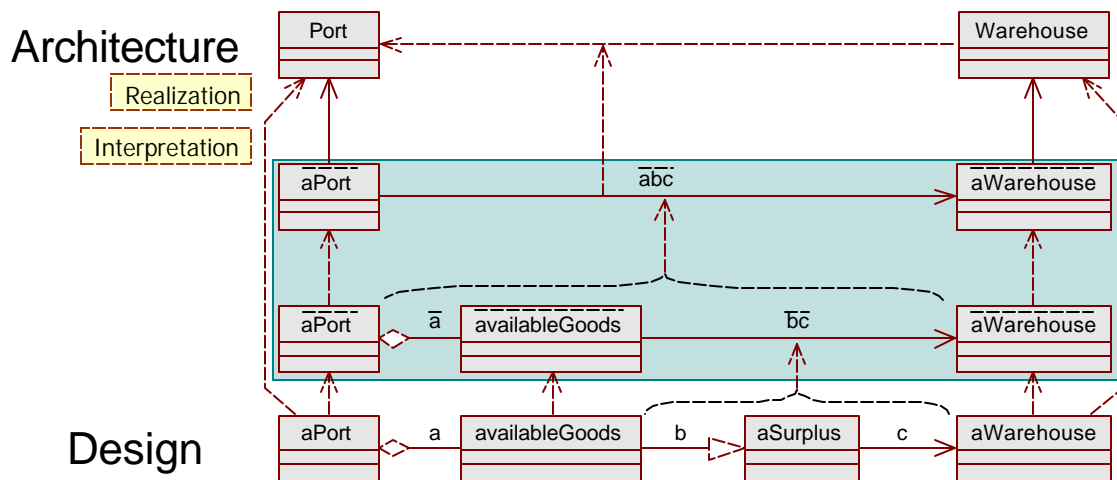 Port
Warehouse
Architecture
Realization
Interpretation
aPort
abc
aWarehouse
aPort
a
availableGoods
bc
aWarehouse
Design
aPort
a
availableGoods
b
aSurplus
c
aWarehouse